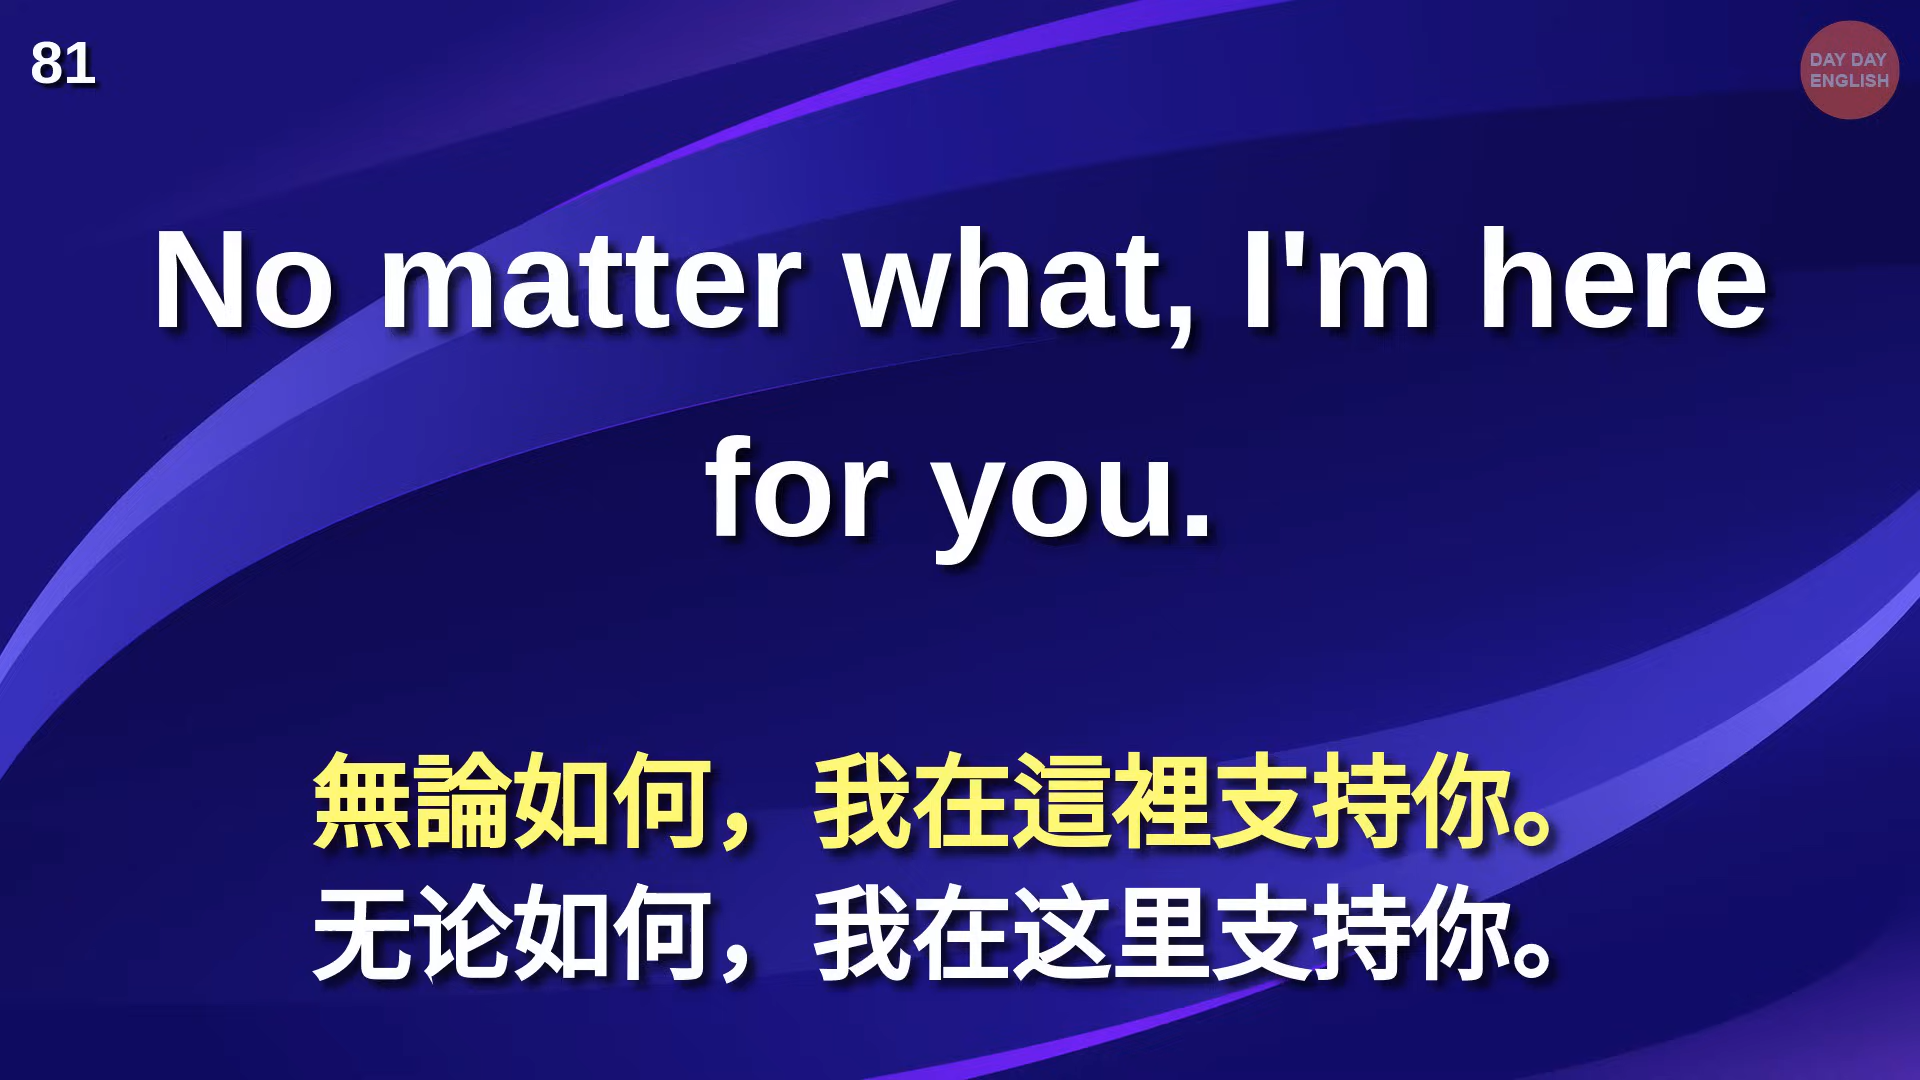 81
DAY DAY
ENGLISH
No matter what, I'm here
for you.
無論如何，我在這裡支持你。
无论如何，我在这里支持你。